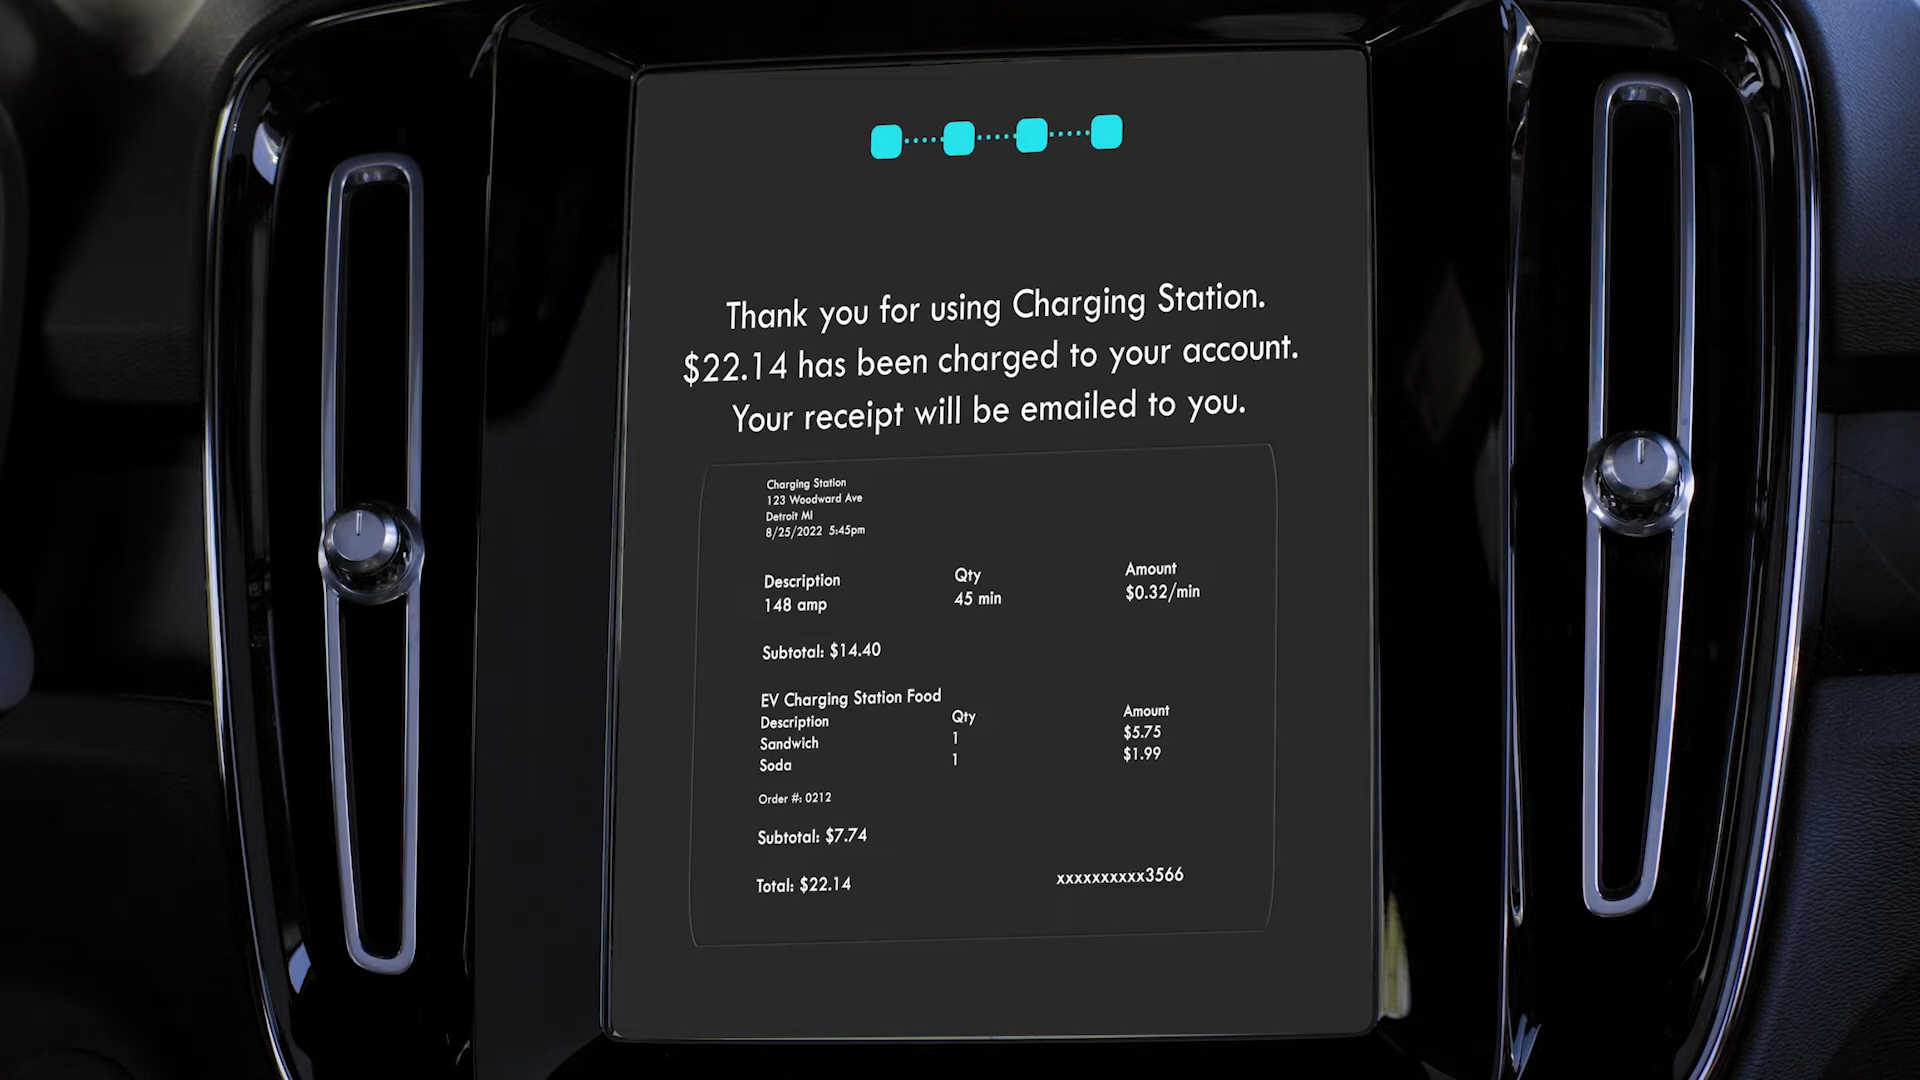 Thank you for using Charging Station.
$22.14 has been charged to your account.
Your receipt will be emailed to you.
Charging Station
123 Woodward Ave
Detroit MI
8/25/2022 5:45pm
Description Qty Amount
148 amp 45 min $0.32/min
Subtotal: $14.40
EV Charging Station Food
Description Qty Amount
Sandwich 1 $5.75
Soda 1 $1.99
Order #: 0212
Subtotal: $7.74
Total: $22.14 xxxxxxxxxx3566